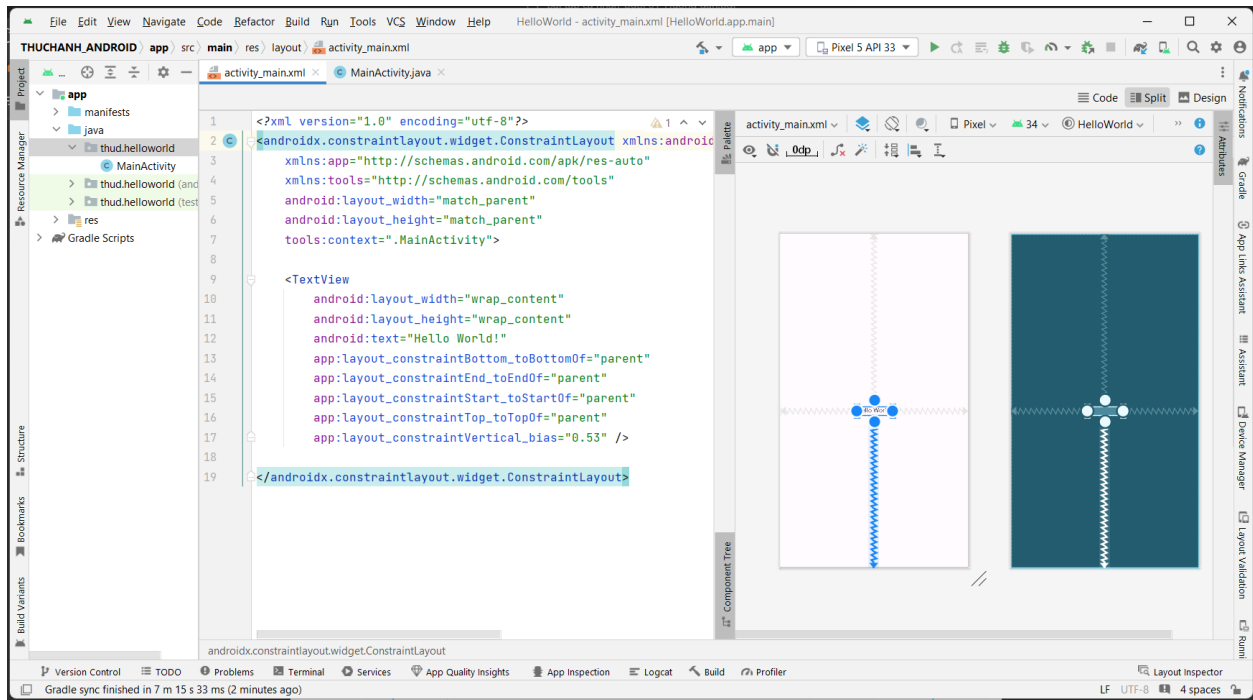 File Edit View Navigate Code Refactor Build Run Tools VCS Window Help HelloWorld - activity_main.xml [HelloWorld.app.main]
THUCHANH_ANDROID app src main res layout activity_main.xml app Pixel 5 API 33
activity_main.xml MainActivity.java
Code Split Design
Project
Resource Manager
Structure
Bookmarks
Build Variants
app
manifests
java
thud.helloworld
MainActivity
thud.helloworld (and
thud.helloworld (test
res
Gradle Scripts
1 <?xml version="1.0" encoding="utf-8"?>
2 <androidx.constraintlayout.widget.ConstraintLayout xmlns:android
3 xmlns:app="http://schemas.android.com/apk/res-auto"
4 xmlns:tools="http://schemas.android.com/tools"
5 android:layout_width="match_parent"
6 android:layout_height="match_parent"
7 tools:context=".MainActivity">
8
9 <TextView
10 android:layout_width="wrap_content"
11 android:layout_height="wrap_content"
12 android:text="Hello World!"
13 app:layout_constraintBottom_toBottomOf="parent"
14 app:layout_constraintEnd_toEndOf="parent"
15 app:layout_constraintStart_toStartOf="parent"
16 app:layout_constraintTop_toTopOf="parent"
17 app:layout_constraintVertical_bias="0.53" />
18
19 </androidx.constraintlayout.widget.ConstraintLayout>
1
androidx.constraintlayout.widget.ConstraintLayout
Palette
Component Tree
activity_main.xml Pixel 34 HelloWorld
0dp
Attributes
Notifications
Gradle
App Links Assistant
Assistant
Device Manager
Layout Validation
Runni
Version Control TODO Problems Terminal Services App Quality Insights App Inspection Logcat Build Profiler Layout Inspector
Gradle sync finished in 7 m 15 s 33 ms (2 minutes ago) LF UTF-8 4 spaces